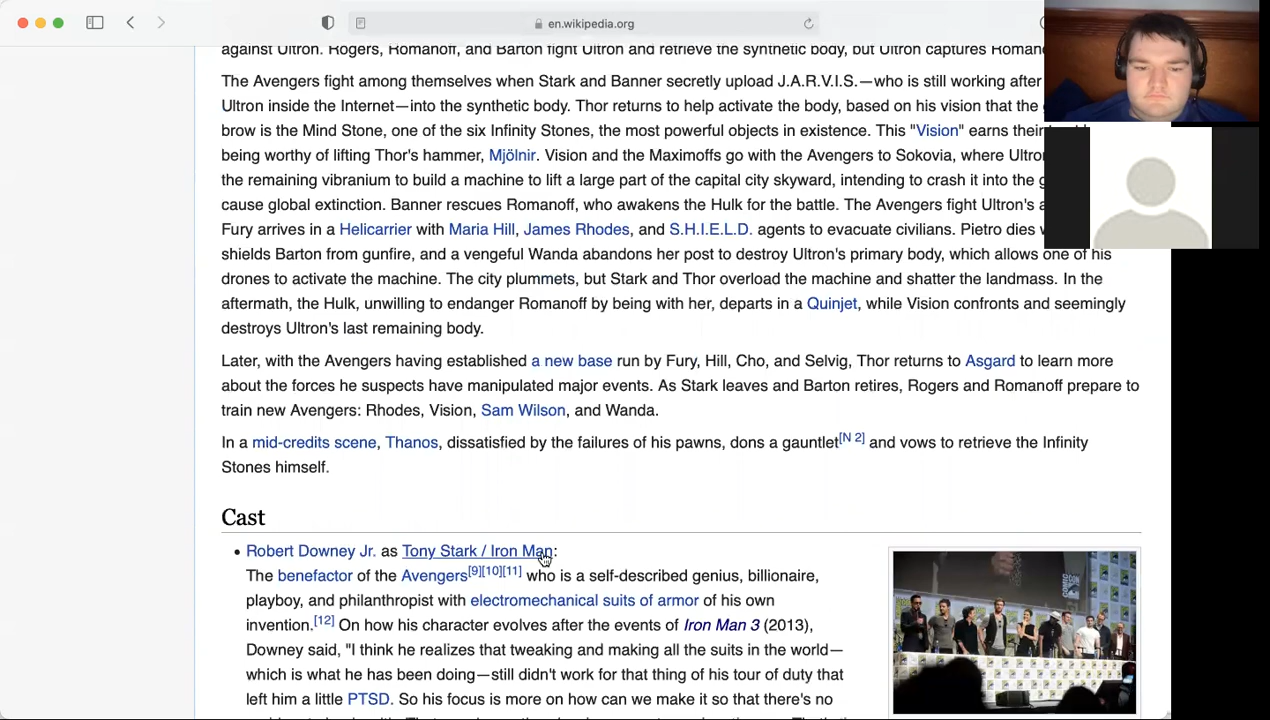 en.wikipedia.org
against Ultron. Rogers, Romanoff, and Barton fight Ultron and retrieve the synthetic body, but Ultron captures
The Avengers fight among themselves when Stark and Banner secretly upload J.A.R.V.I.S.—who is still working after
Ultron inside the Internet—into the synthetic body. Thor returns to help activate the body, based on his vision that the
brow is the Mind Stone, one of the six Infinity Stones, the most powerful objects in existence. This "Vision" earns their
being worthy of lifting Thor's hammer, Mjölnir. Vision and the Maximoffs go with the Avengers to Sokovia, where
the remaining vibranium to build a machine to lift a large part of the capital city skyward, intending to crash it into the
cause global extinction. Banner rescues Romanoff, who awakens the Hulk for the battle. The Avengers fight Ultron's
Fury arrives in a Helicarrier with Maria Hill, James Rhodes, and S.H.I.E.L.D. agents to evacuate civilians. Pietro dies
shields Barton from gunfire, and a vengeful Wanda abandons her post to destroy Ultron's primary body, which allows one of his
drones to activate the machine. The city plummets, but Stark and Thor overload the machine and shatter the landmass. In the
aftermath, the Hulk, unwilling to endanger Romanoff by being with her, departs in a Quinjet, while Vision confronts and seemingly
destroys Ultron's last remaining body.
Later, with the Avengers having established a new base run by Fury, Hill, Cho, and Selvig, Thor returns to Asgard to learn more
about the forces he suspects have manipulated major events. As Stark leaves and Barton retires, Rogers and Romanoff prepare to
train new Avengers: Rhodes, Vision, Sam Wilson, and Wanda.
In a mid-credits scene, Thanos, dissatisfied by the failures of his pawns, dons a gauntlet[N 2] and vows to retrieve the Infinity
Stones himself.
Cast
• Robert Downey Jr. as Tony Stark / Iron Man:
The benefactor of the Avengers[9][10][11] who is a self-described genius, billionaire,
playboy, and philanthropist with electromechanical suits of armor of his own
invention.[12] On how his character evolves after the events of Iron Man 3 (2013),
Downey said, "I think he realizes that tweaking and making all the suits in the world—
which is what he has been doing—still didn't work for that thing of his tour of duty that
left him a little PTSD. So his focus is more on how can we make it so that there's no